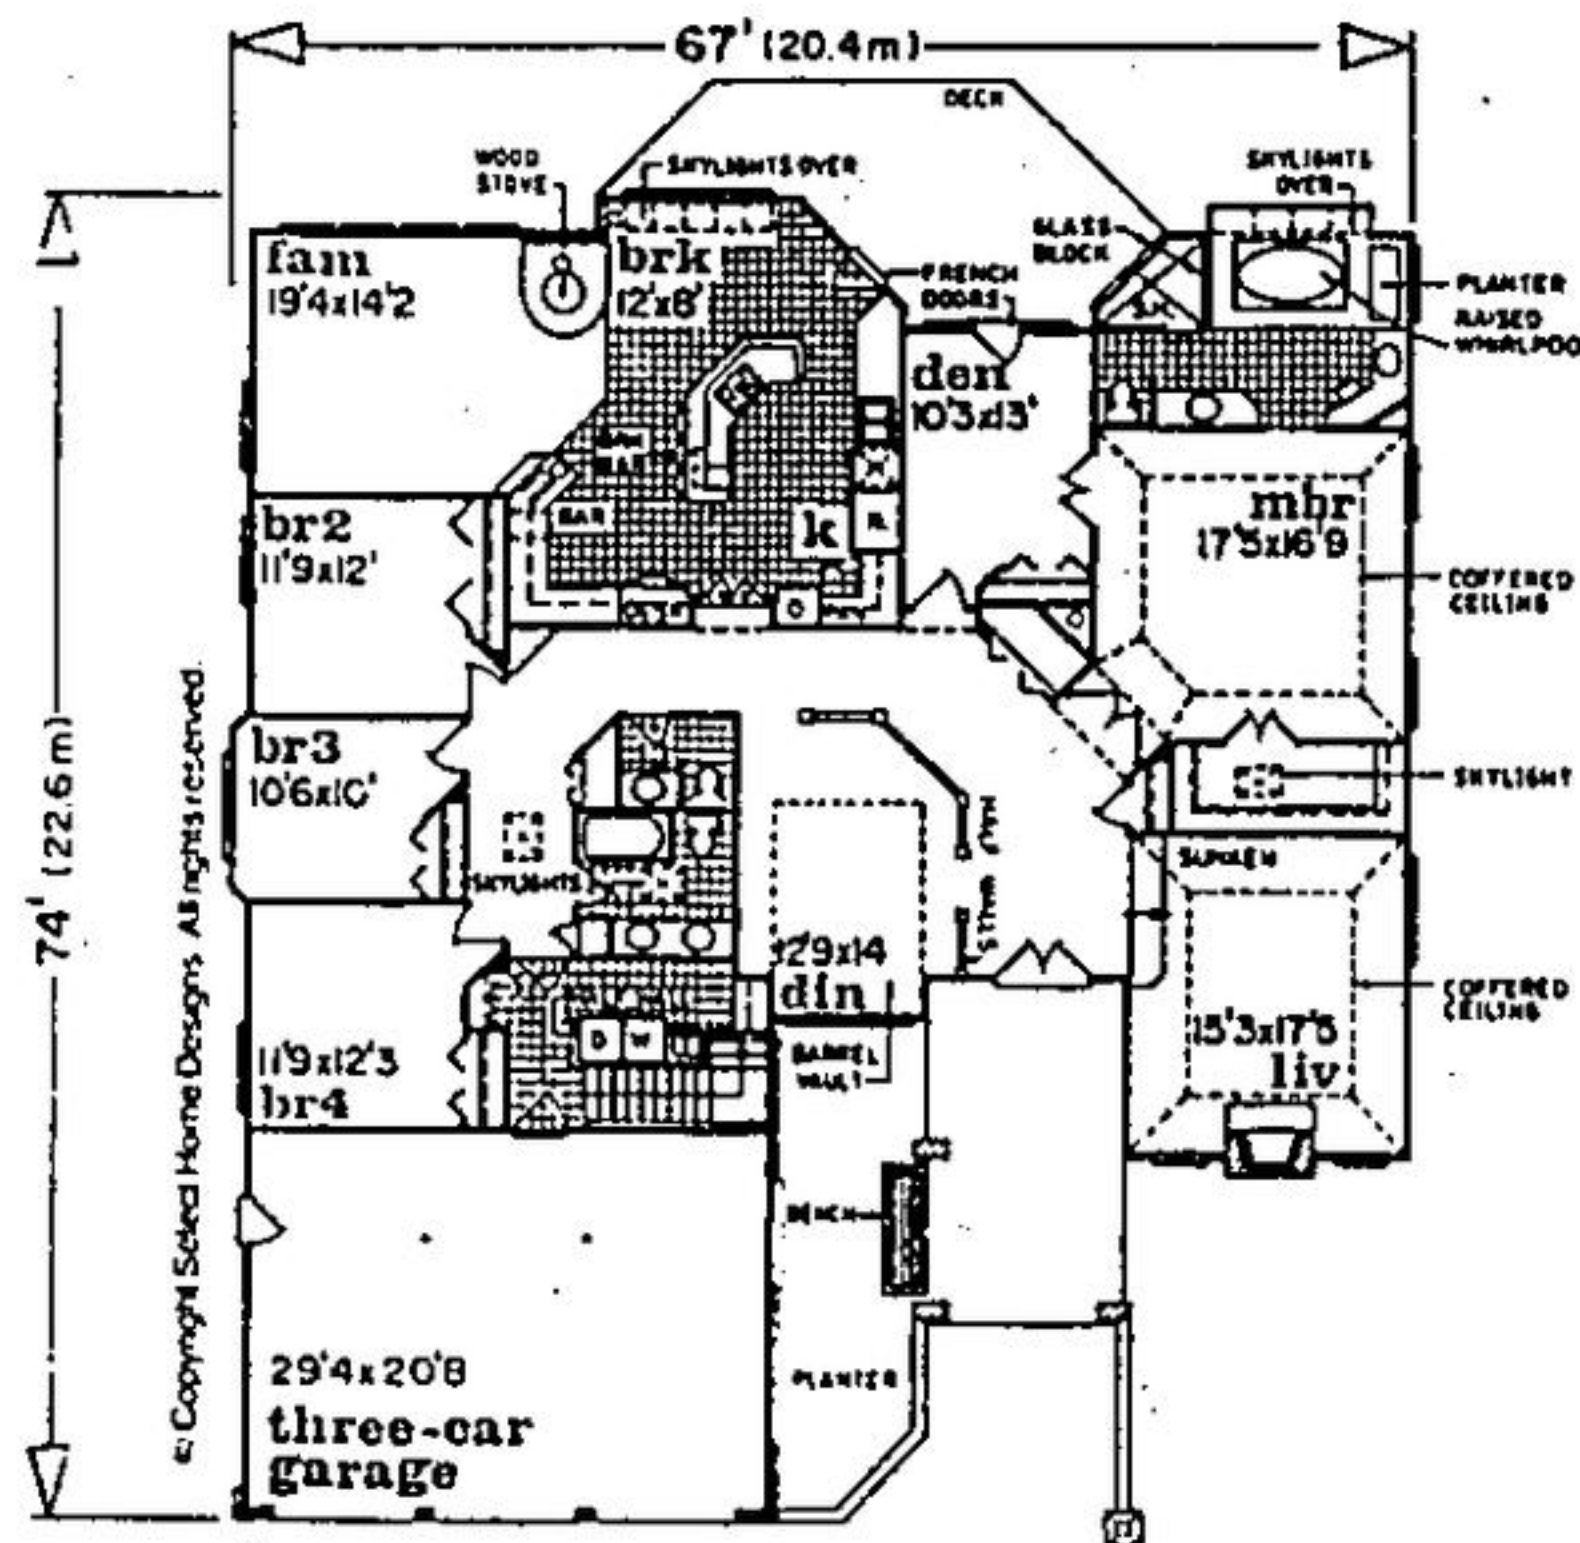 67' (20.4m)
DECK
WOOD
STOVE
SKYLIGHTS OVER
SKYLIGHTS
OVER
GLASS
BLOCK
fam
19'4x14'2
brk
12'x8'
FRENCH
DOORS
PLANTER
RAISED
WHIRLPOO
den
10'3x13'
BAR
k
br2
11'9x12'
mbr
17'5x16'9
COFFERED
CEILING
br3
10'6x10'
SKYLIGHT
SKYLIGHTS
SUNKEN
12'9x14
din
D W
BARREL
VAULT
COFFERED
CEILING
15'3x17'5
liv
11'9x12'3
br4
BENCH
PLANTER
29'4x20'8
three-car
garage
74' (22.6m)
© Copyright Select Home Designs. All rights reserved.